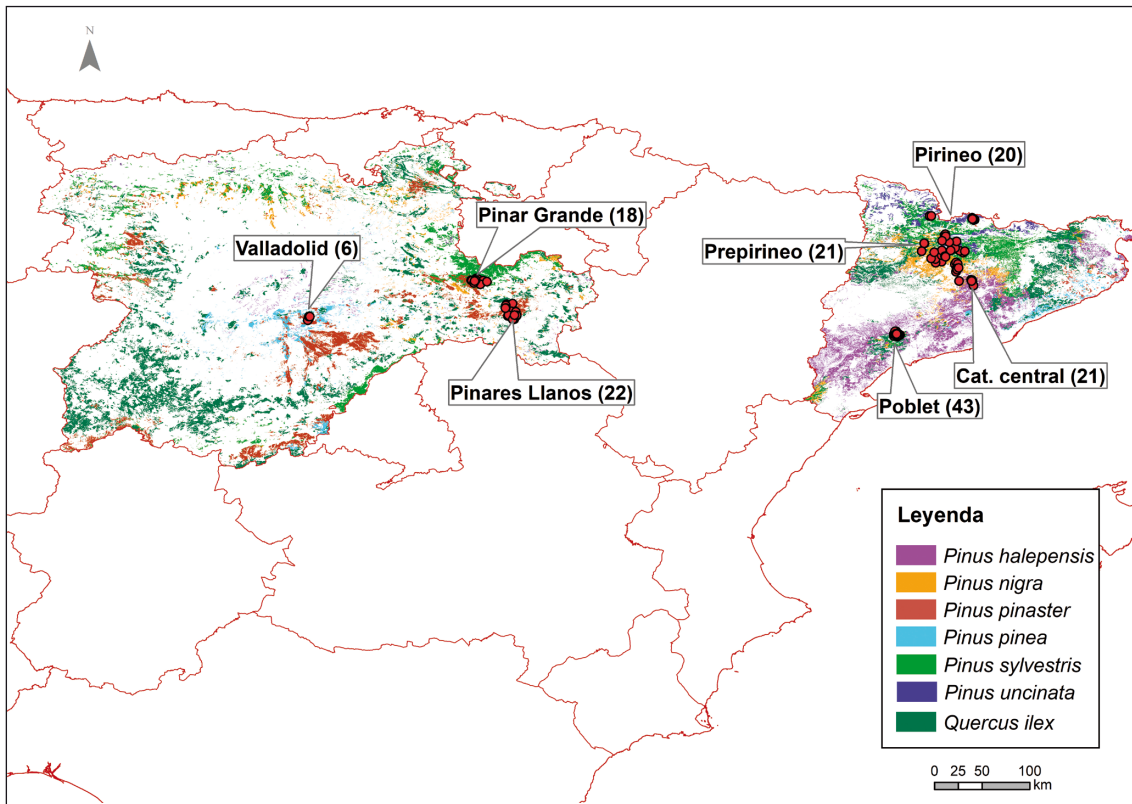 N
Pirineo (20)
Pinar Grande (18)
Valladolid (6)
Prepirineo (21)
Pinares Llanos (22)
Cat. central (21)
Poblet (43)
Leyenda
Pinus halepensis
Pinus nigra
Pinus pinaster
Pinus pinea
Pinus sylvestris
Pinus uncinata
Quercus ilex
0 25 50 100
km